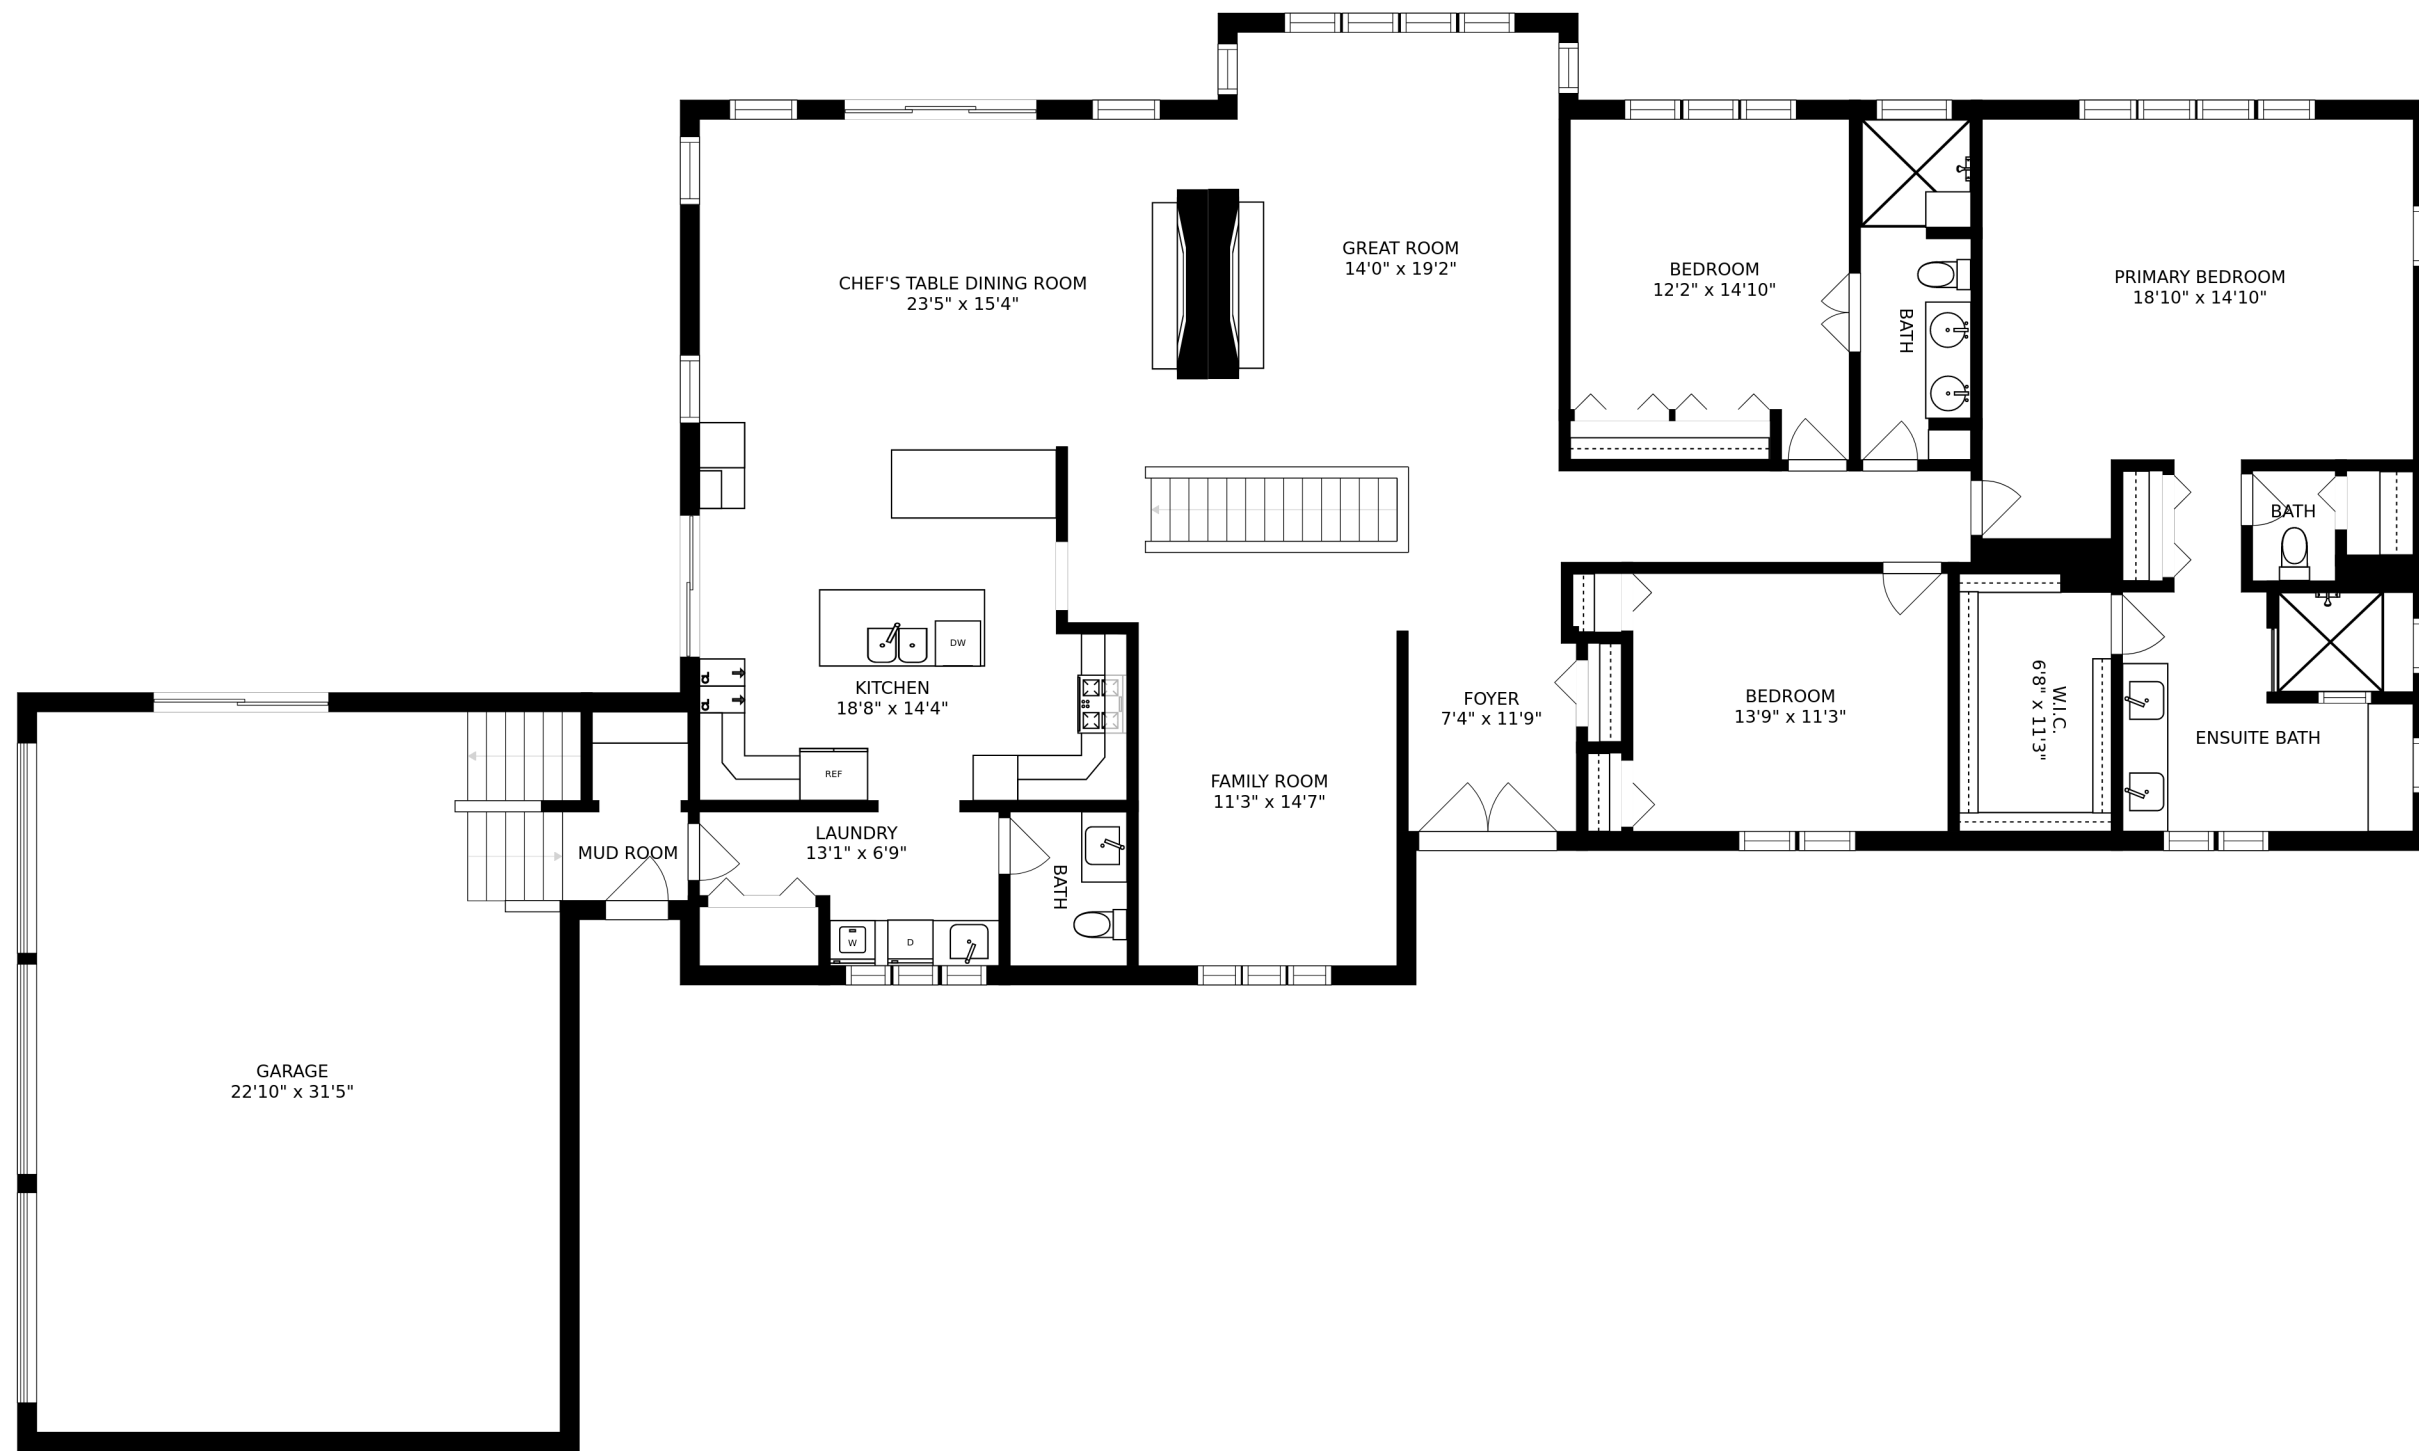 GREAT ROOM
14'0" x 19'2"
CHEF'S TABLE DINING ROOM
23'5" x 15'4"
BEDROOM
12'2" x 14'10"
BATH
PRIMARY BEDROOM
18'10" x 14'10"
BATH
DW
KITCHEN
18'8" x 14'4"
REF
FOYER
7'4" x 11'9"
BEDROOM
13'9" x 11'3"
W.I.C.
6'8" x 11'3"
ENSUITE BATH
FAMILY ROOM
11'3" x 14'7"
MUD ROOM
LAUNDRY
13'1" x 6'9"
BATH
W
D
GARAGE
22'10" x 31'5"